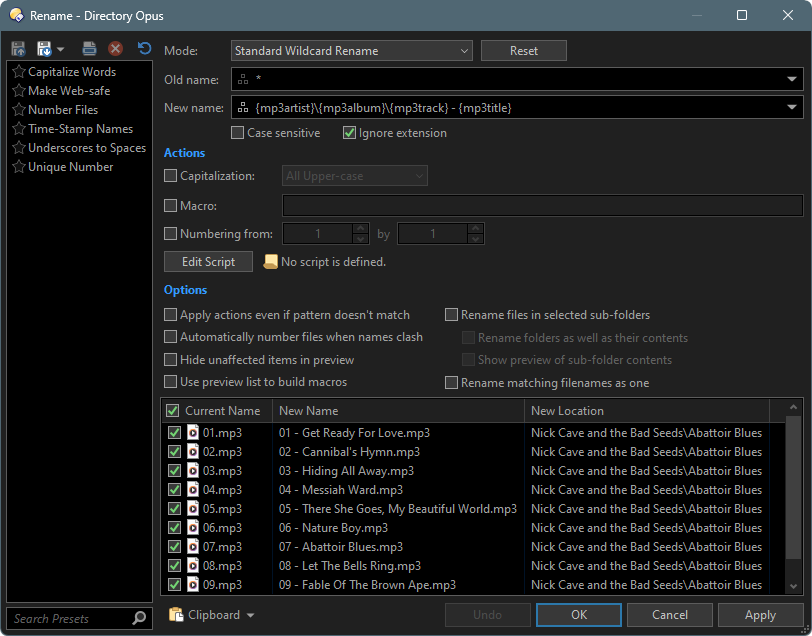 Rename - Directory Opus
Capitalize Words
Make Web-safe
Number Files
Time-Stamp Names
Underscores to Spaces
Unique Number
Search Presets
Mode: Standard Wildcard Rename Reset
Old name: *
New name: {mp3artist}\{mp3album}\{mp3track} - {mp3title}
Case sensitive Ignore extension
Actions
Capitalization: All Upper-case
Macro:
Numbering from: 1 by 1
Edit Script No script is defined.
Options
Apply actions even if pattern doesn't match Rename files in selected sub-folders
Automatically number files when names clash Rename folders as well as their contents
Hide unaffected items in preview Show preview of sub-folder contents
Use preview list to build macros Rename matching filenames as one
Current Name New Name New Location
01.mp3 01 - Get Ready For Love.mp3 Nick Cave and the Bad Seeds\Abattoir Blues
02.mp3 02 - Cannibal's Hymn.mp3 Nick Cave and the Bad Seeds\Abattoir Blues
03.mp3 03 - Hiding All Away.mp3 Nick Cave and the Bad Seeds\Abattoir Blues
04.mp3 04 - Messiah Ward.mp3 Nick Cave and the Bad Seeds\Abattoir Blues
05.mp3 05 - There She Goes, My Beautiful World.mp3 Nick Cave and the Bad Seeds\Abattoir Blues
06.mp3 06 - Nature Boy.mp3 Nick Cave and the Bad Seeds\Abattoir Blues
07.mp3 07 - Abattoir Blues.mp3 Nick Cave and the Bad Seeds\Abattoir Blues
08.mp3 08 - Let The Bells Ring.mp3 Nick Cave and the Bad Seeds\Abattoir Blues
09.mp3 09 - Fable Of The Brown Ape.mp3 Nick Cave and the Bad Seeds\Abattoir Blues
Clipboard Undo OK Cancel Apply